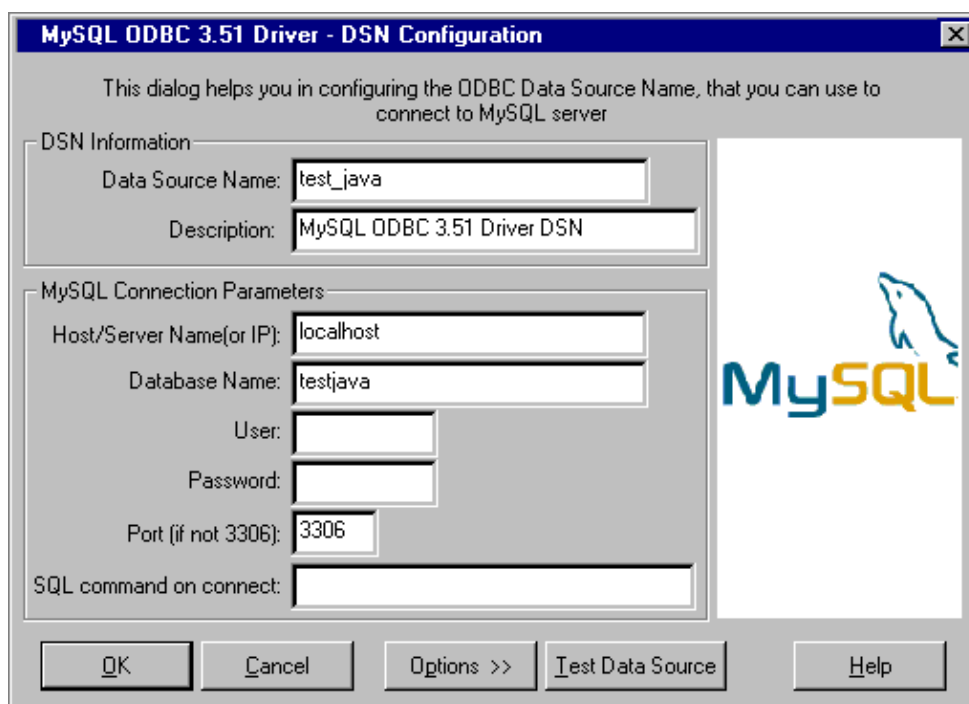 MySQL ODBC 3.51 Driver - DSN Configuration
This dialog helps you in configuring the ODBC Data Source Name, that you can use to
connect to MySQL server
DSN Information
Data Source Name: test_java
Description: MySQL ODBC 3.51 Driver DSN
MySQL Connection Parameters
Host/Server Name(or IP): localhost
Database Name: testjava
User:
Password:
Port (if not 3306): 3306
SQL command on connect:
MySQL
OK Cancel Options >> Test Data Source Help